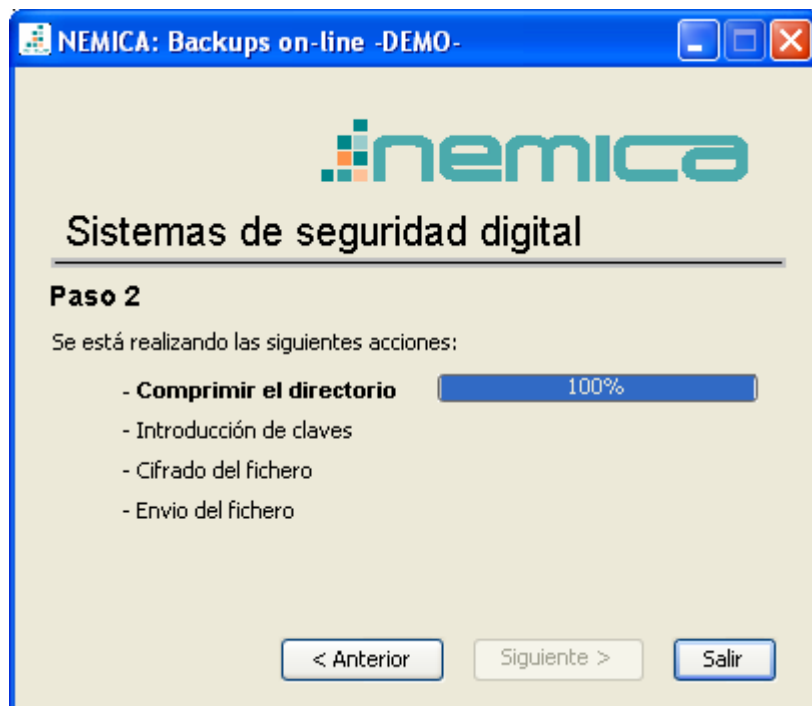 NEMICA: Backups on-line -DEMO-
nemica
Sistemas de seguridad digital
Paso 2
Se está realizando las siguientes acciones:
- Comprimir el directorio 100%
- Introducción de claves
- Cifrado del fichero
- Envio del fichero
< Anterior Siguiente > Salir